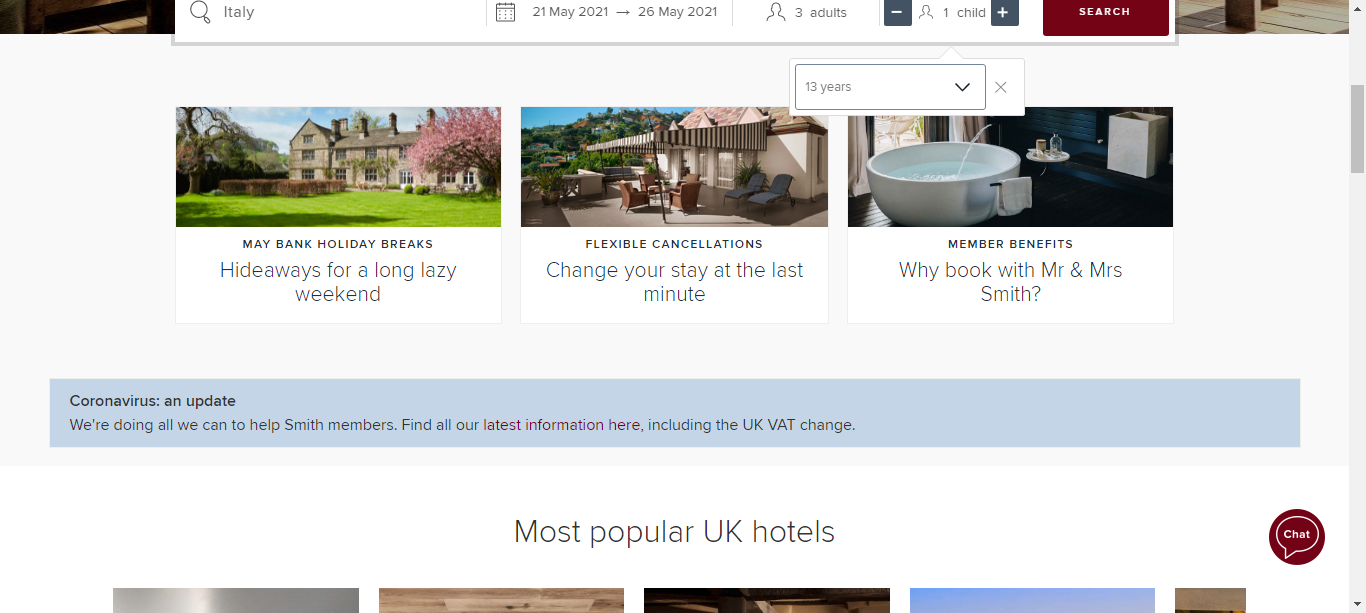 Italy
21 May 2021 → 26 May 2021
3 adults
− 1 child +
SEARCH
13 years
MAY BANK HOLIDAY BREAKS
Hideaways for a long lazy
weekend
FLEXIBLE CANCELLATIONS
Change your stay at the last
minute
MEMBER BENEFITS
Why book with Mr & Mrs
Smith?
Coronavirus: an update
We're doing all we can to help Smith members. Find all our latest information here, including the UK VAT change.
Most popular UK hotels
Chat